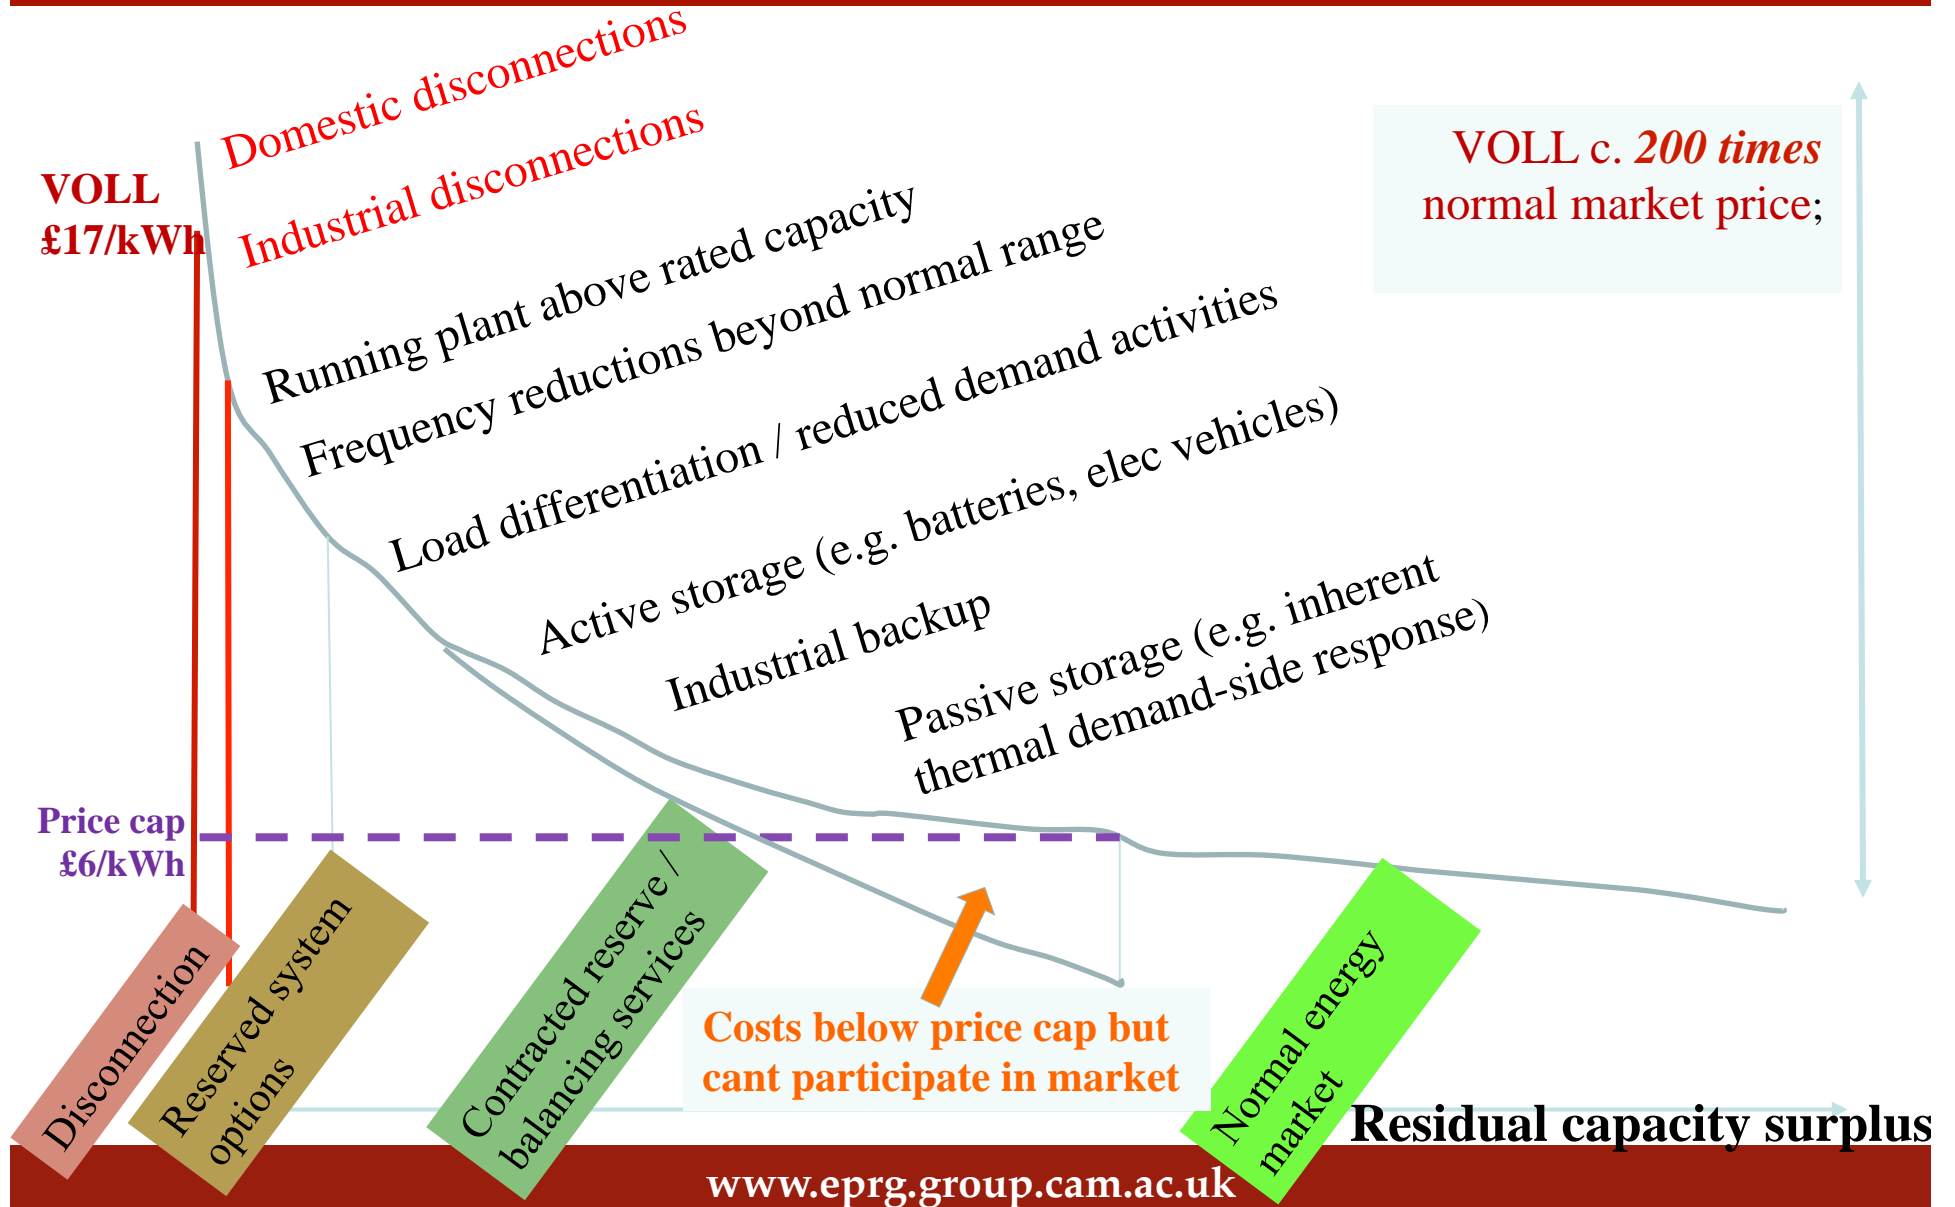 Domestic disconnections
Industrial disconnections
VOLL
£17/kWh
VOLL c. 200 times
normal market price;
Running plant above rated capacity
Frequency reductions beyond normal range
Load differentiation / reduced demand activities
Active storage (e.g. batteries, elec vehicles)
Industrial backup
Passive storage (e.g. inherent
thermal demand-side response)
Price cap
£6/kWh
Disconnection
Reserved system
options
Contracted reserve /
balancing services
Costs below price cap but
cant participate in market
Normal energy
market
Residual capacity surplus
www.eprg.group.cam.ac.uk